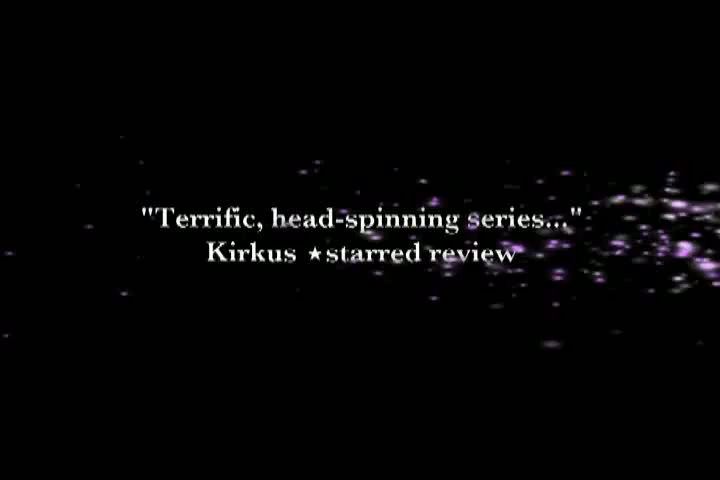 "Terrific, head-spinning series..."
Kirkus ★starred review